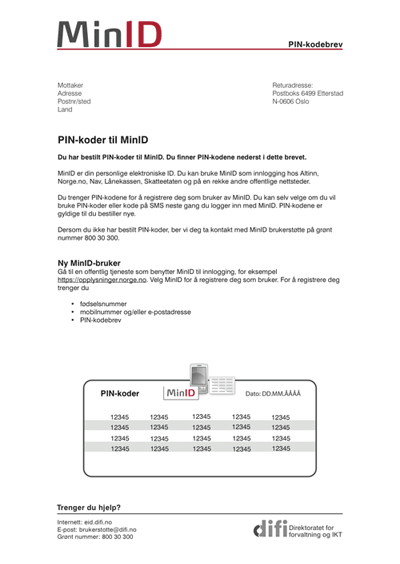 MinID
PIN-kodebrev
Mottaker
Adresse
Postnr/sted
Land
Returadresse:
Postboks 6499 Etterstad
N-0606 Oslo
PIN-koder til MinID
Du har bestilt PIN-koder til MinID. Du finner PIN-kodene nederst i dette brevet.
MinID er din personlige elektroniske ID. Du kan bruke MinID som innlogging hos Altinn,
Norge.no, Nav, Lånekassen, Skatteetaten og på en rekke andre offentlige nettsteder.
Du trenger PIN-kodene for å registrere deg som bruker av MinID. Du kan selv velge om du vil
bruke PIN-koder eller kode på SMS neste gang du logger inn med MinID. PIN-kodene er
gyldige til du bestiller nye.
Dersom du ikke har bestilt PIN-koder, ber vi deg ta kontakt med MinID brukerstøtte på grønt
nummer 800 30 300.
Ny MinID-bruker
Gå til en offentlig tjeneste som benytter MinID til innlogging, for eksempel
https://opplysninger.norge.no. Velg MinID for å registrere deg som bruker. For å registrere deg
trenger du
• fødselsnummer
• mobilnummer og/eller e-postadresse
• PIN-kodebrev
PIN-koder MinID Dato: DD.MM.ÅÅÅÅ
12345 12345 12345 12345 12345
12345 12345 12345 12345 12345
12345 12345 12345 12345 12345
12345 12345 12345 12345 12345
Trenger du hjelp?
Internett: eid.difi.no
E-post: brukerstotte@difi.no
Grønt nummer: 800 30 300
difi Direktoratet for
forvaltning og IKT